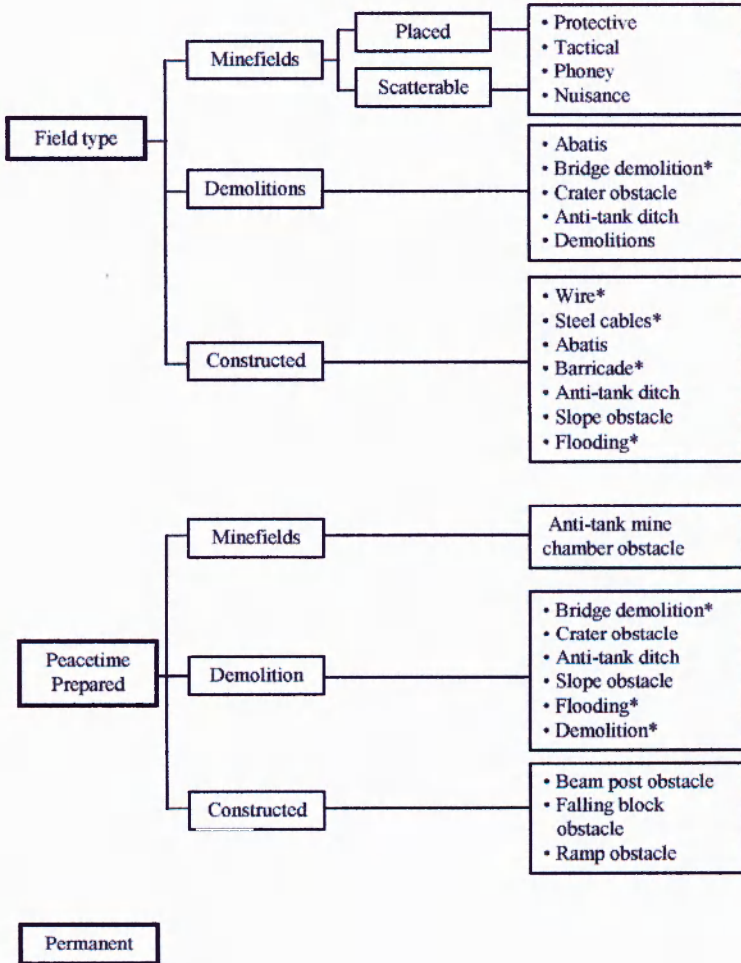 Field type
Minefields
Placed
Scatterable
• Protective
• Tactical
• Phoney
• Nuisance
Demolitions
• Abatis
• Bridge demolition*
• Crater obstacle
• Anti-tank ditch
• Demolitions
Constructed
• Wire*
• Steel cables*
• Abatis
• Barricade*
• Anti-tank ditch
• Slope obstacle
• Flooding*
Peacetime
Prepared
Minefields
Anti-tank mine
chamber obstacle
Demolition
• Bridge demolition*
• Crater obstacle
• Anti-tank ditch
• Slope obstacle
• Flooding*
• Demolition*
Constructed
• Beam post obstacle
• Falling block
obstacle
• Ramp obstacle
Permanent